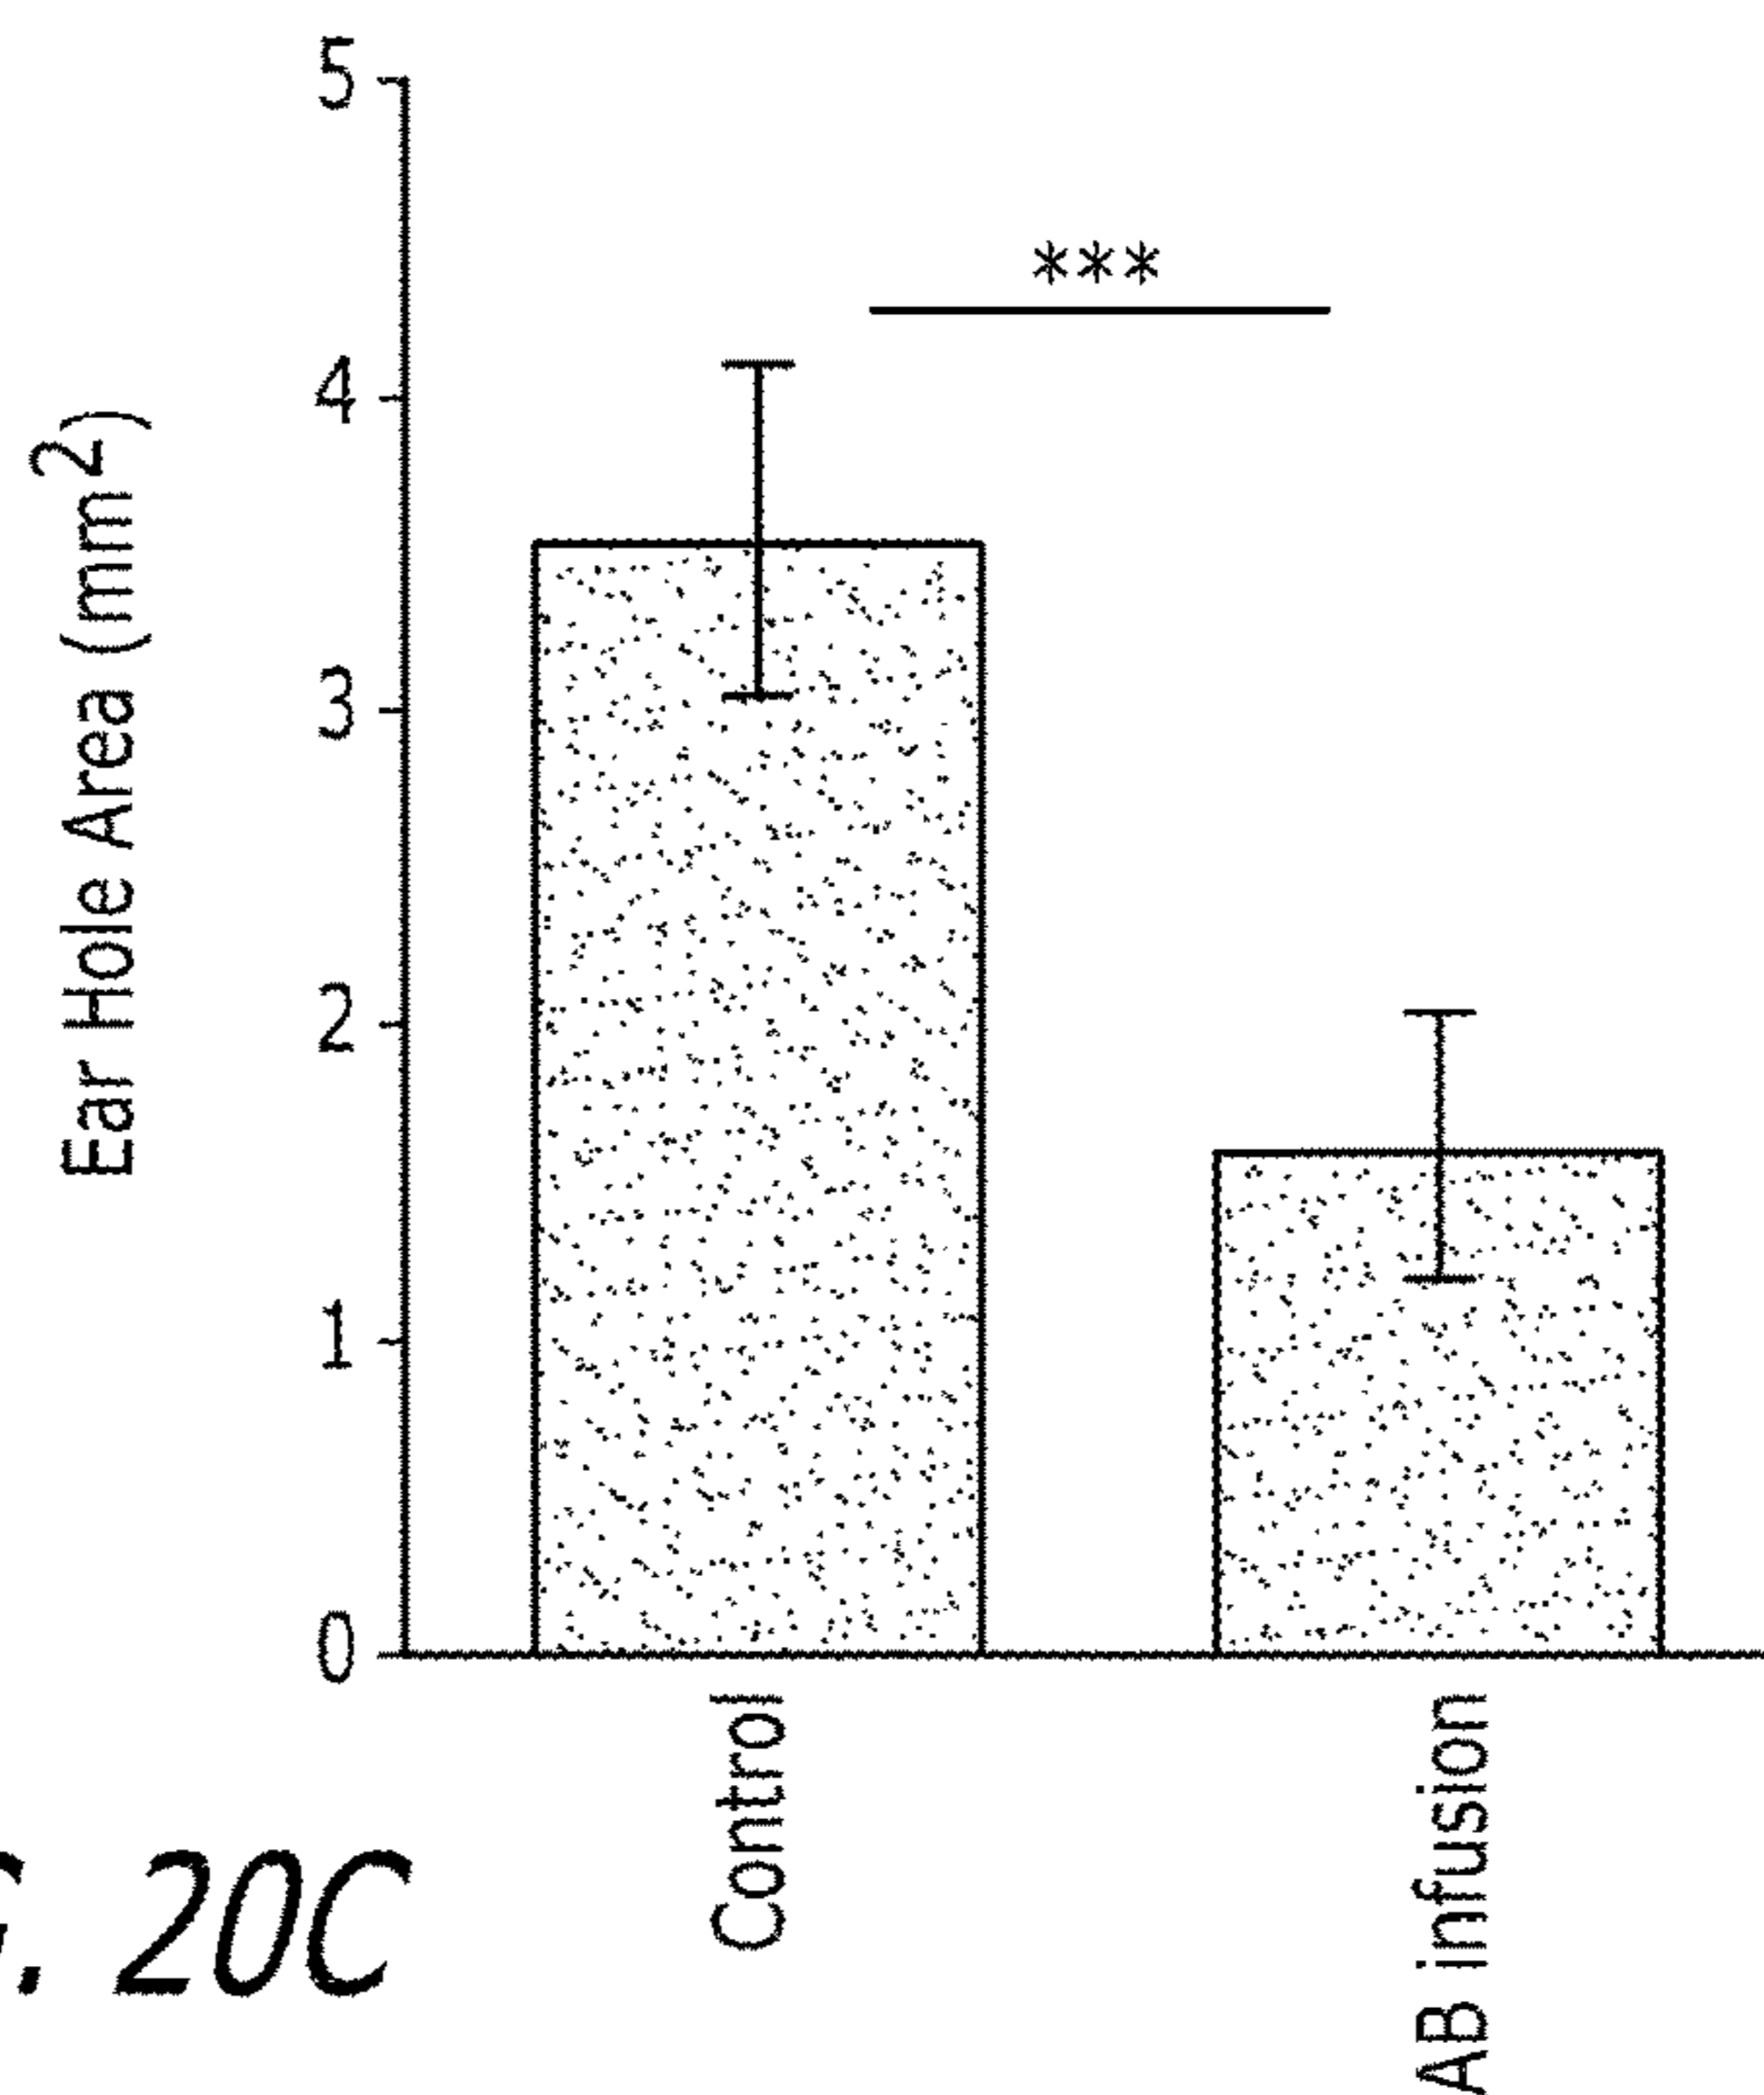 Ear Hole Area (mm²)
5
4
3
2
1
0
***
Control
AB infusion
. 20C